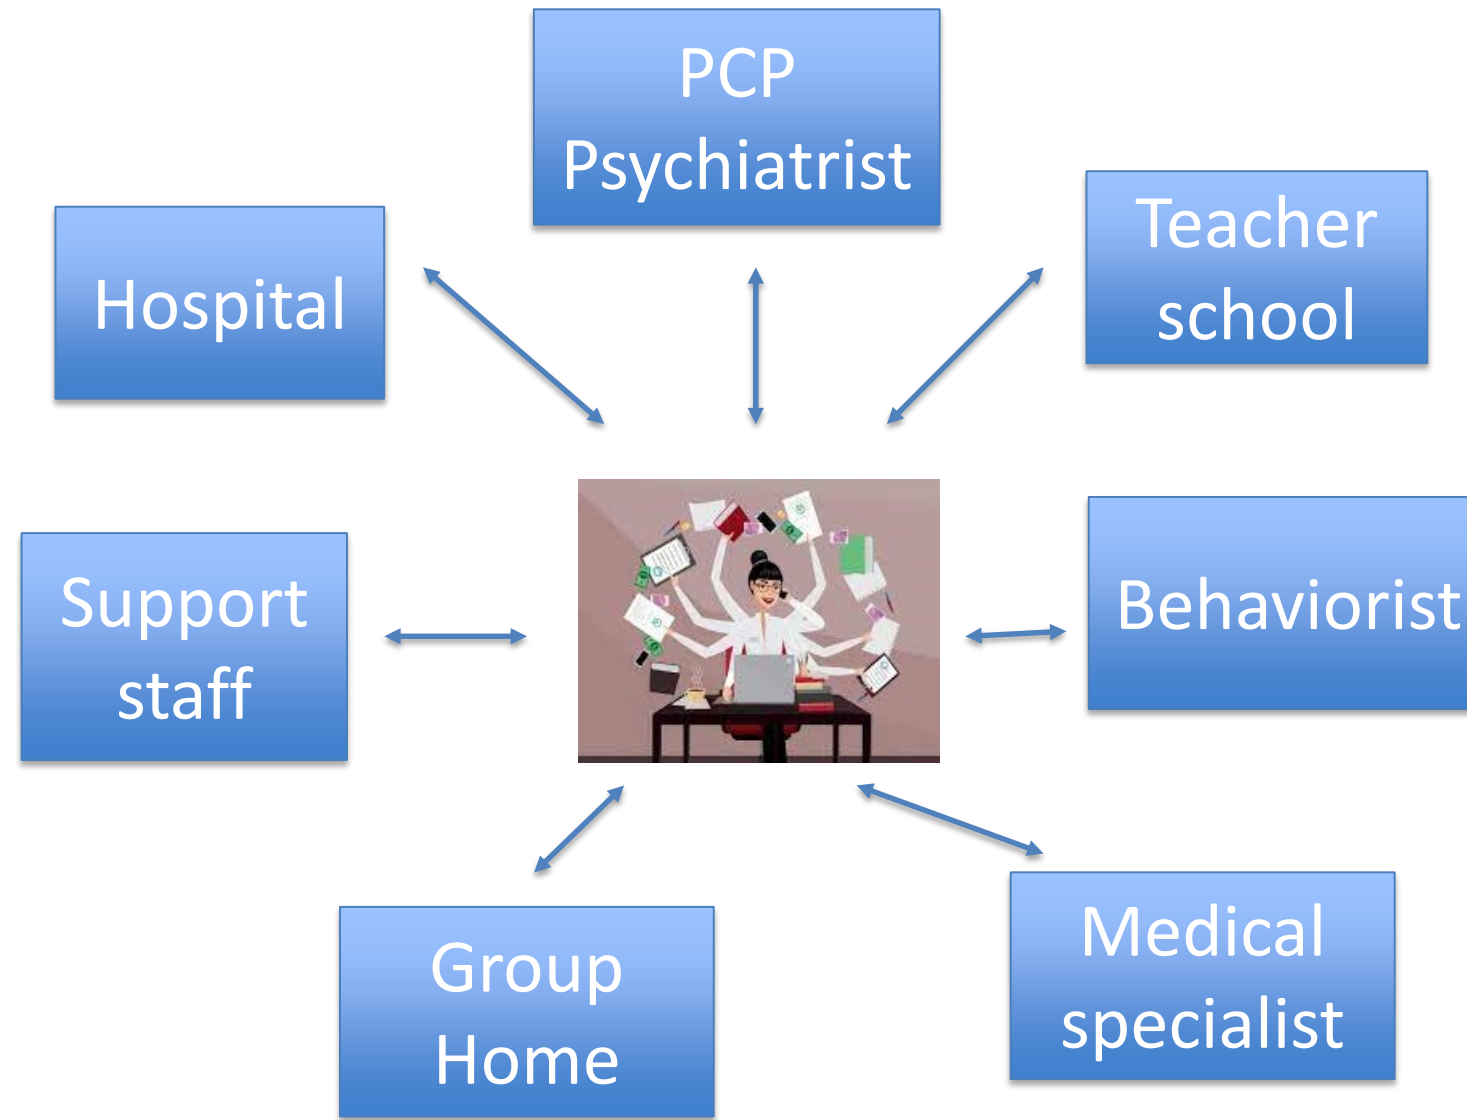 PCP
Psychiatrist
Teacher
school
Hospital
Behaviorist
Support
staff
Medical
specialist
Group
Home